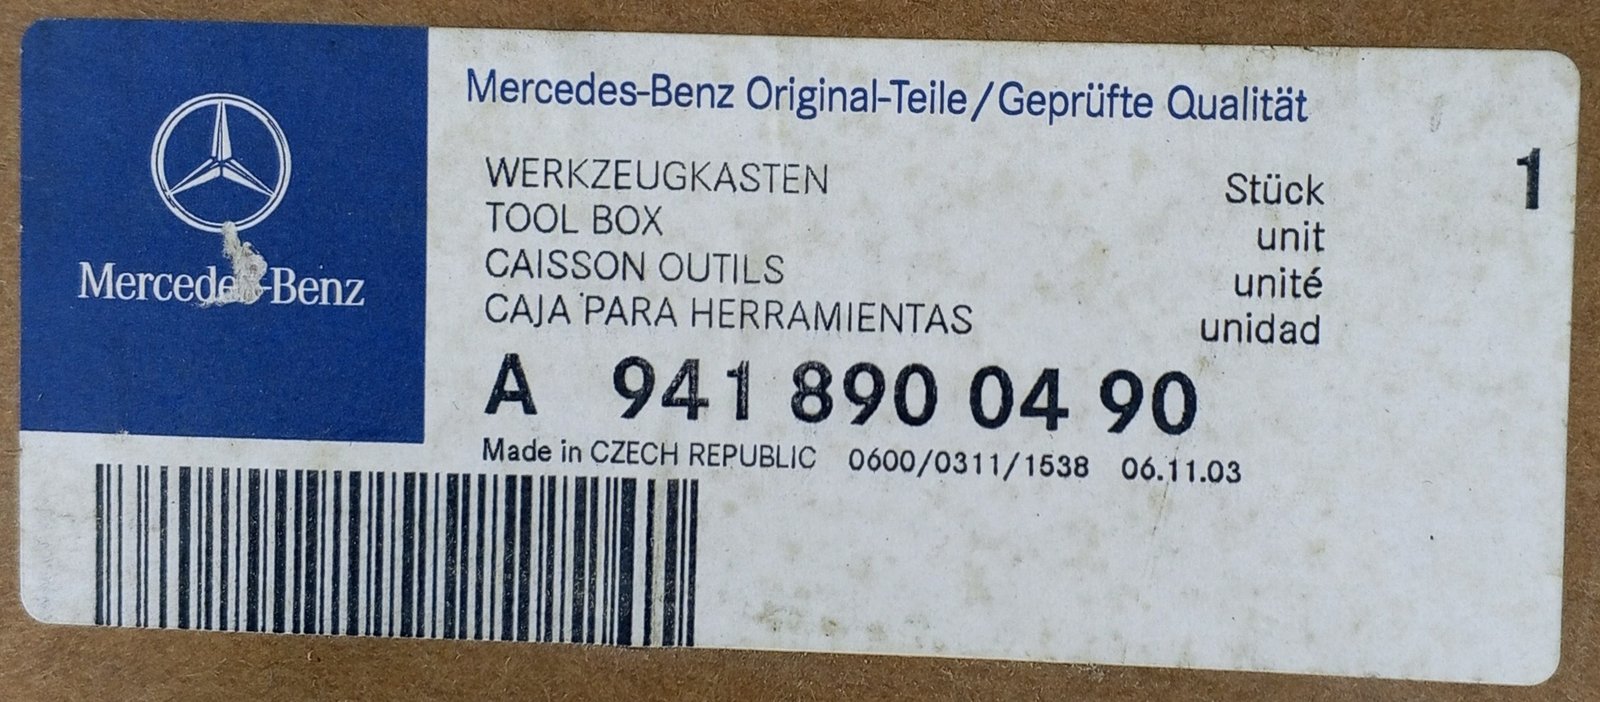 Mercedes-Benz Original-Teile/Geprüfte Qualität
WERKZEUGKASTEN Stück 1
TOOL BOX unit
CAISSON OUTILS unité
CAJA PARA HERRAMIENTAS unidad
A 941 890 04 90
Made in CZECH REPUBLIC 0600/0311/1538 06.11.03
Mercedes-Benz